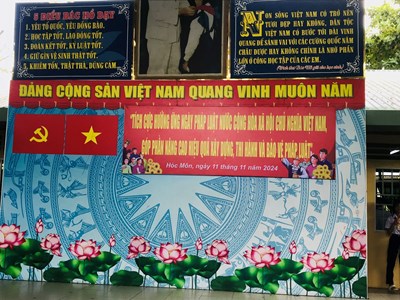 5 ĐIỀU BÁC HỒ DẠY
1. YÊU TỔ QUỐC, YÊU ĐỒNG BÀO.
2. HỌC TẬP TỐT, LAO ĐỘNG TỐT.
3. ĐOÀN KẾT TỐT, KỶ LUẬT TỐT.
4. GIỮ GÌN VỆ SINH THẬT TỐT.
5. KHIÊM TỐN, THẬT THÀ, DŨNG CẢM.
NON SÔNG VIỆT NAM CÓ TRỞ NÊN
TƯƠI ĐẸP HAY KHÔNG, DÂN TỘC
VIỆT NAM CÓ BƯỚC TỚI ĐÀI VINH
QUANG ĐỂ SÁNH VAI VỚI CÁC CƯỜNG QUỐC NĂM
CHÂU ĐƯỢC HAY KHÔNG CHÍNH LÀ NHỜ PHẦN
LỚN Ở CÔNG HỌC TẬP CỦA CÁC EM.
ĐẢNG CỘNG SẢN VIỆT NAM QUANG VINH MUÔN NĂM
"TÍCH CỰC HƯỞNG ỨNG NGÀY PHÁP LUẬT NƯỚC CỘNG HÒA XÃ HỘI CHỦ NGHĨA VIỆT NAM,
GÓP PHẦN NÂNG CAO HIỆU QUẢ XÂY DỰNG, THI HÀNH VÀ BẢO VỆ PHÁP LUẬT"
Hóc Môn, ngày 11 tháng 11 năm 2024